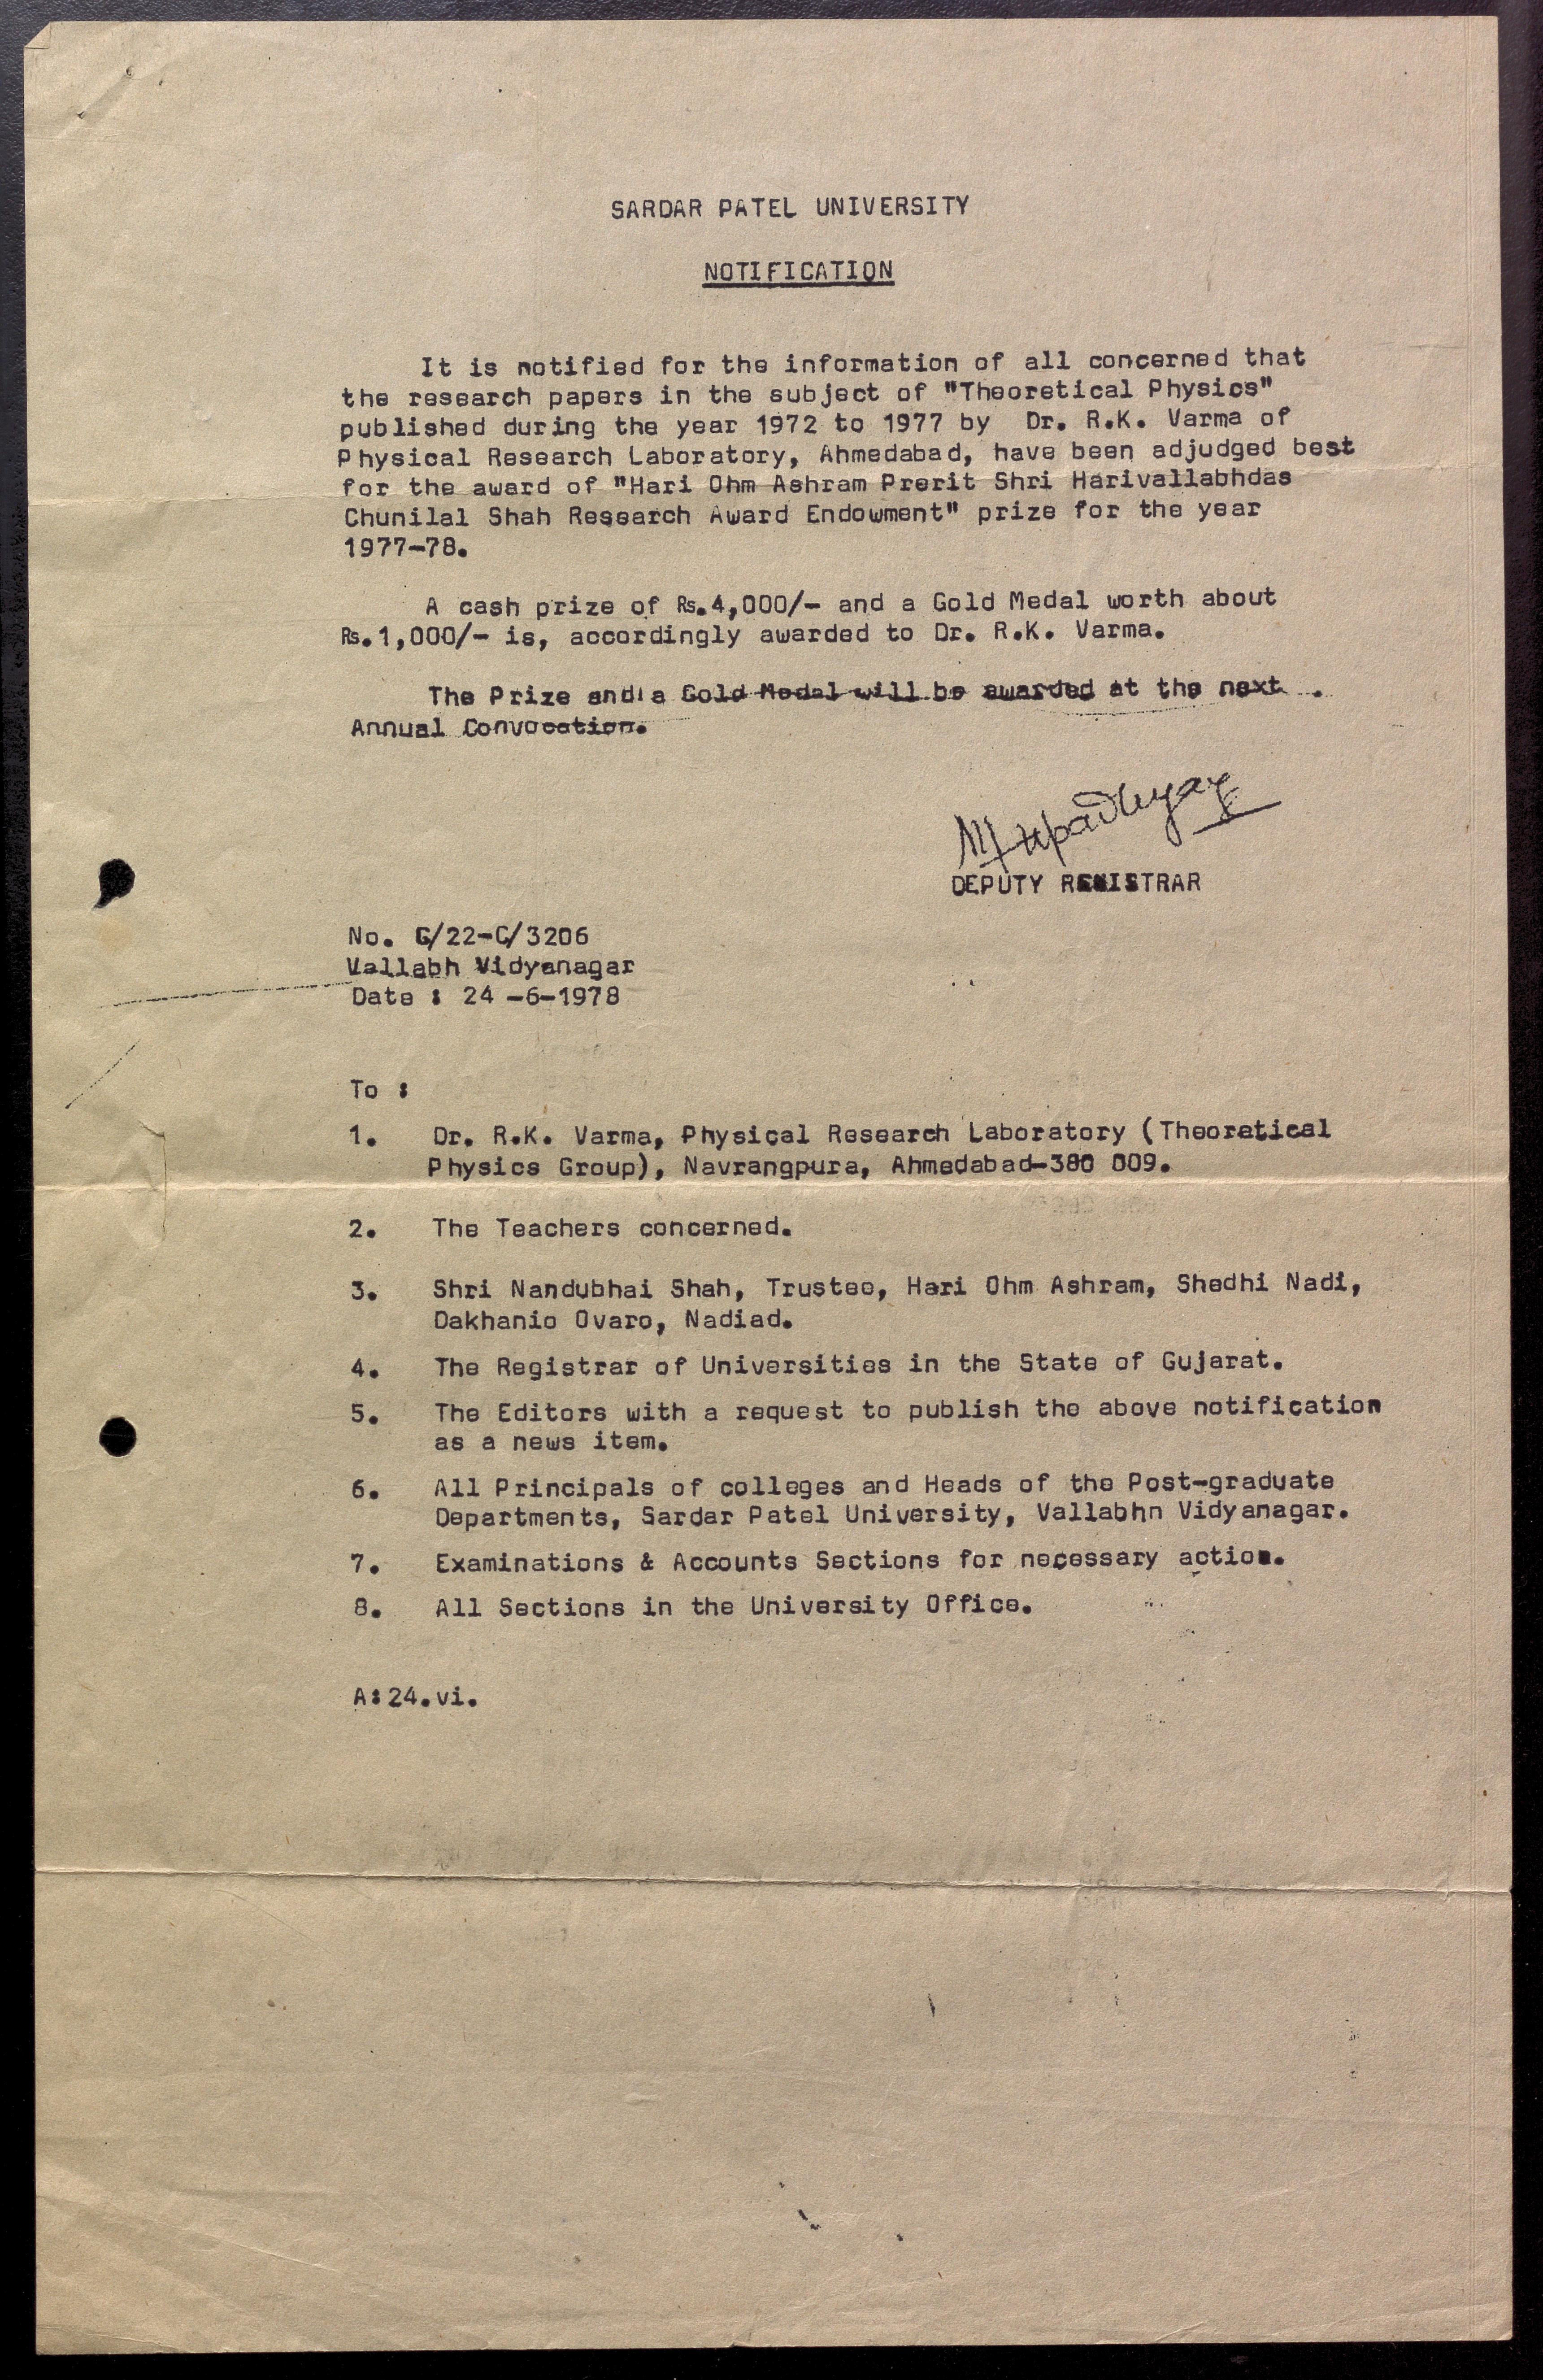 SARDAR PATEL UNIVERSITY
NOTIFICATION
It is notified for the information of all concerned that
the research papers in the subject of "Theoretical Physics"
published during the year 1972 to 1977 by Dr. R.K. Varma of
Physical Research Laboratory, Ahmedabad, have been adjudged best
for the award of "Hari Ohm Ashram Prerit Shri Harivallabhdas
Chunilal Shah Research Award Endowment" prize for the year
1977-78.
A cash prize of Rs.4,000/- and a Gold Medal worth about
Rs.1,000/- is, accordingly awarded to Dr. R.K. Varma.
The Prize and a Gold Medal will be awarded at the next
Annual Convocation.
DEPUTY REGISTRAR
No. G/22-C/3206
Vallabh Vidyanagar
Date : 24 -6-1978
To :
1. Dr. R.K. Varma, Physical Research Laboratory (Theoretical
Physics Group), Navrangpura, Ahmedabad-380 009.
2. The Teachers concerned.
3. Shri Nandubhai Shah, Trustee, Hari Ohm Ashram, Shedhi Nadi,
Dakhanio Ovaro, Nadiad.
4. The Registrar of Universities in the State of Gujarat.
5. The Editors with a request to publish the above notification
as a news item.
6. All Principals of colleges and Heads of the Post-graduate
Departments, Sardar Patel University, Vallabhn Vidyanagar.
7. Examinations & Accounts Sections for necessary action.
8. All Sections in the University Office.
A:24.vi.